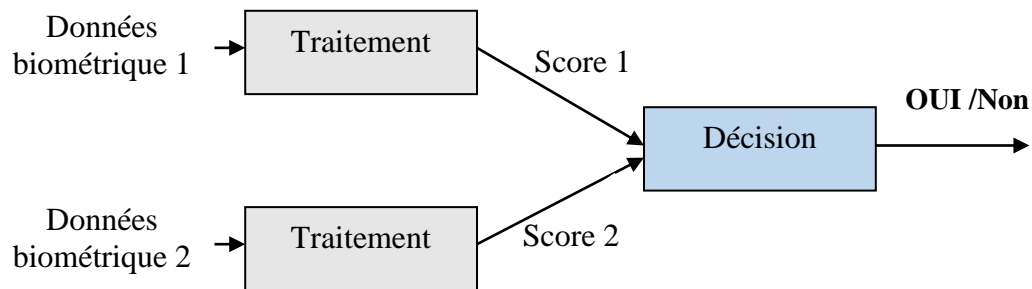 Données
biométrique 1
Traitement
Score 1
OUI /Non
Décision
Données
biométrique 2
Traitement
Score 2